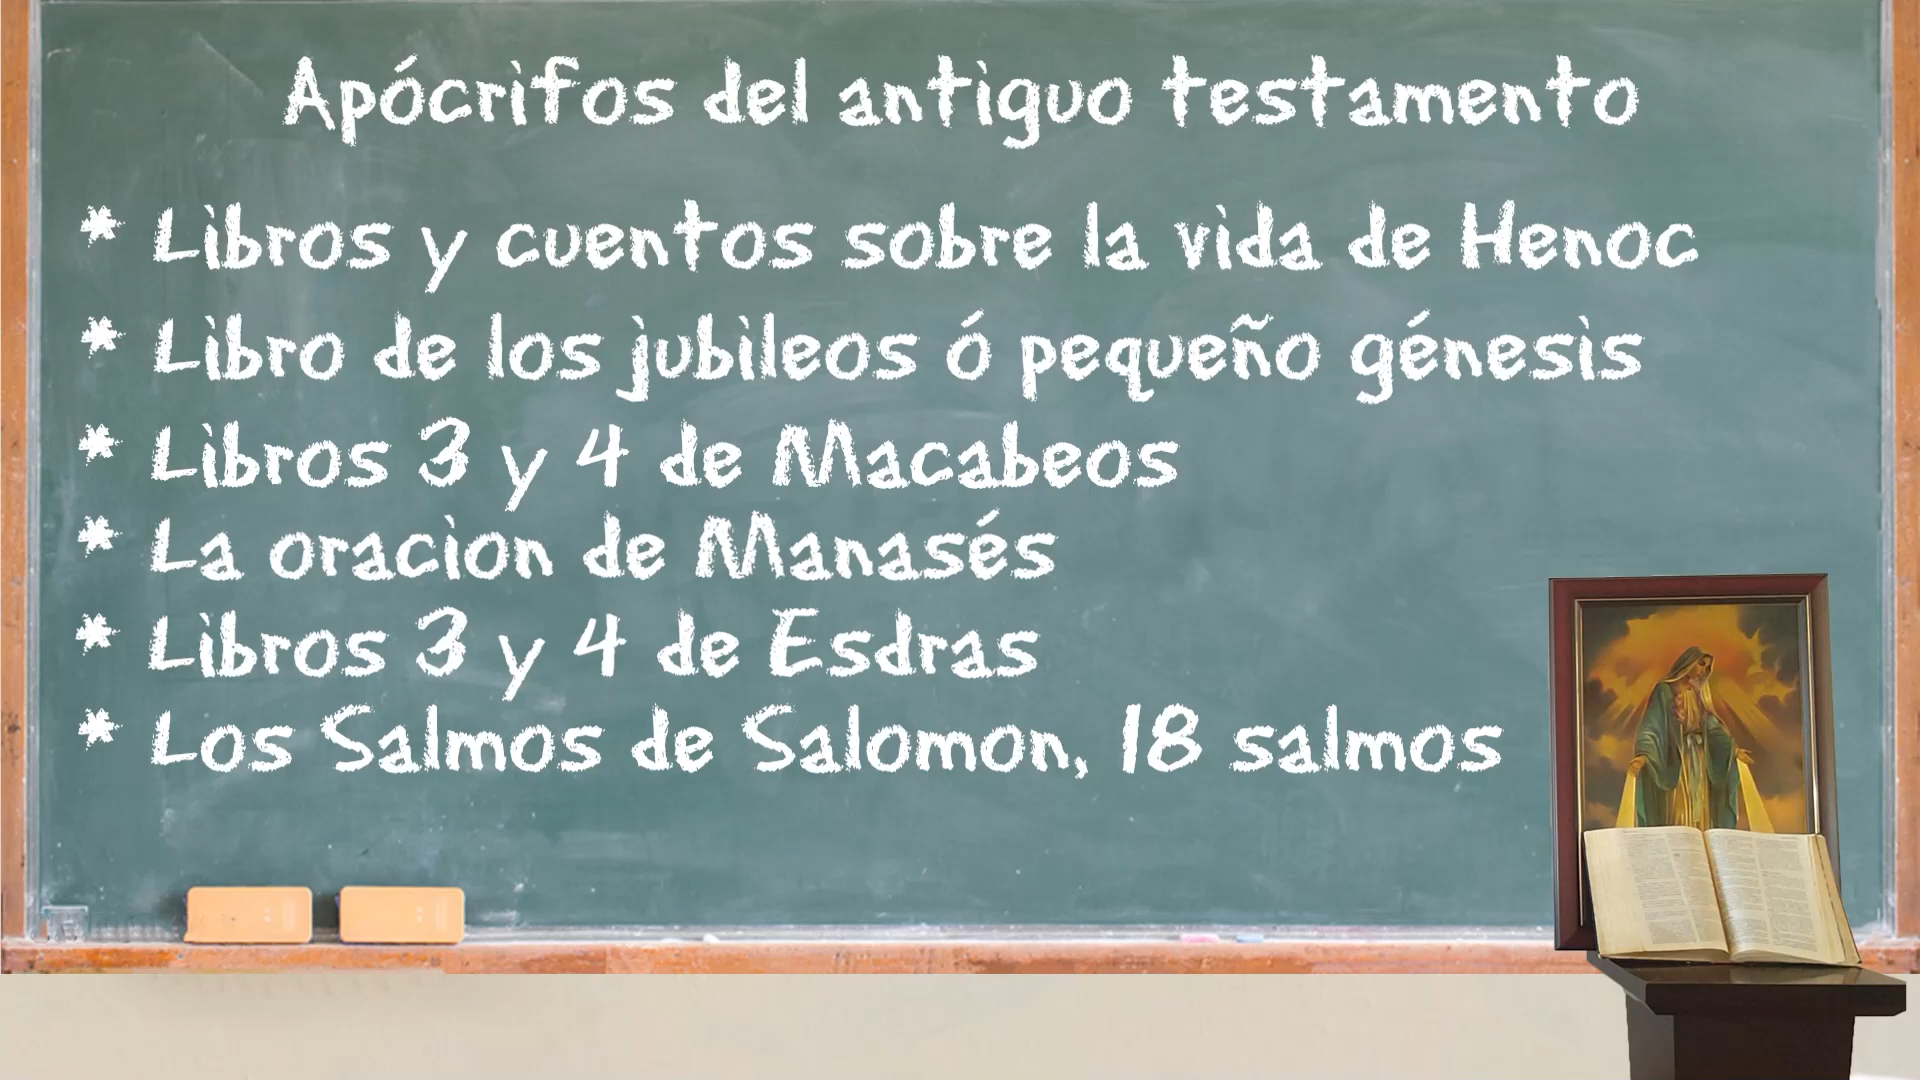 Apócrifos del antiguo testamento
* Libros y cuentos sobre la vida de Henoc
* Libro de los jubileos ó pequeño génesis
* Libros 3 y 4 de Macabeos
* La oracion de Manasés
* Libros 3 y 4 de Esdras
* Los Salmos de Salomon, 18 salmos